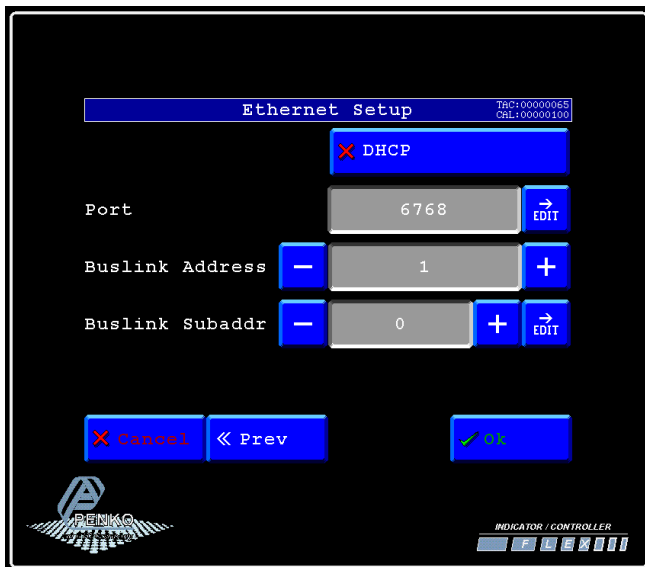 Ethernet Setup
TAC:00000065
CAL:00000100
DHCP
Port
6768
EDIT
Buslink Address
1
Buslink Subaddr
0
EDIT
Cancel
Prev
Ok
PENKO
INDICATOR / CONTROLLER
FLEX